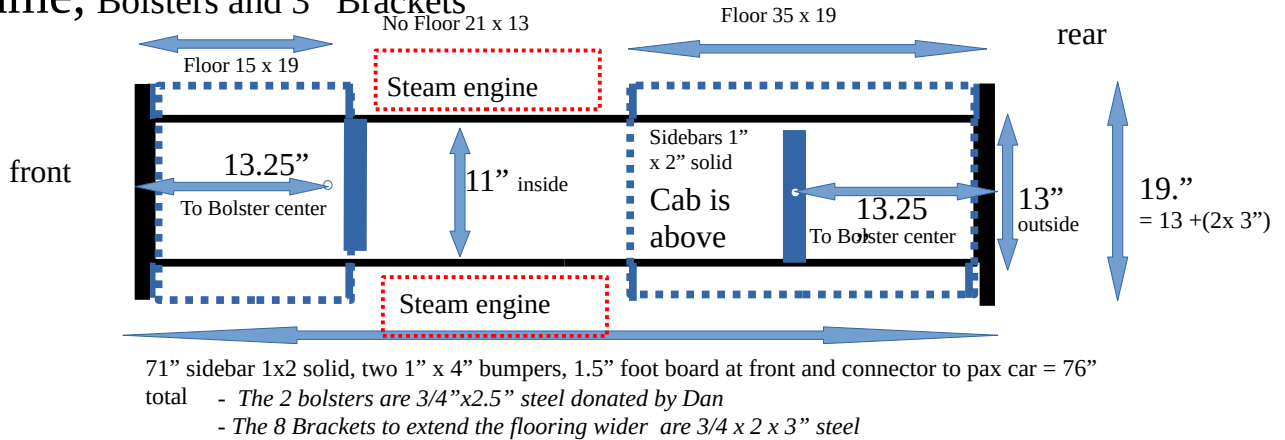 Bolsters and 3" Brackets
No Floor 21 x 13
Floor 35 x 19
rear
Floor 15 x 19
Steam engine
Sidebars 1”
x 2” solid
front
13.25”
To Bolster center
11” inside
Cab is
above
13.25
”
To Bolster center
13”
outside
19.”
= 13 +(2x 3”)
Steam engine
71” sidebar 1x2 solid, two 1” x 4” bumpers, 1.5” foot board at front and connector to pax car = 76”
total - The 2 bolsters are 3/4”x2.5” steel donated by Dan
- The 8 Brackets to extend the flooring wider are 3/4 x 2 x 3” steel